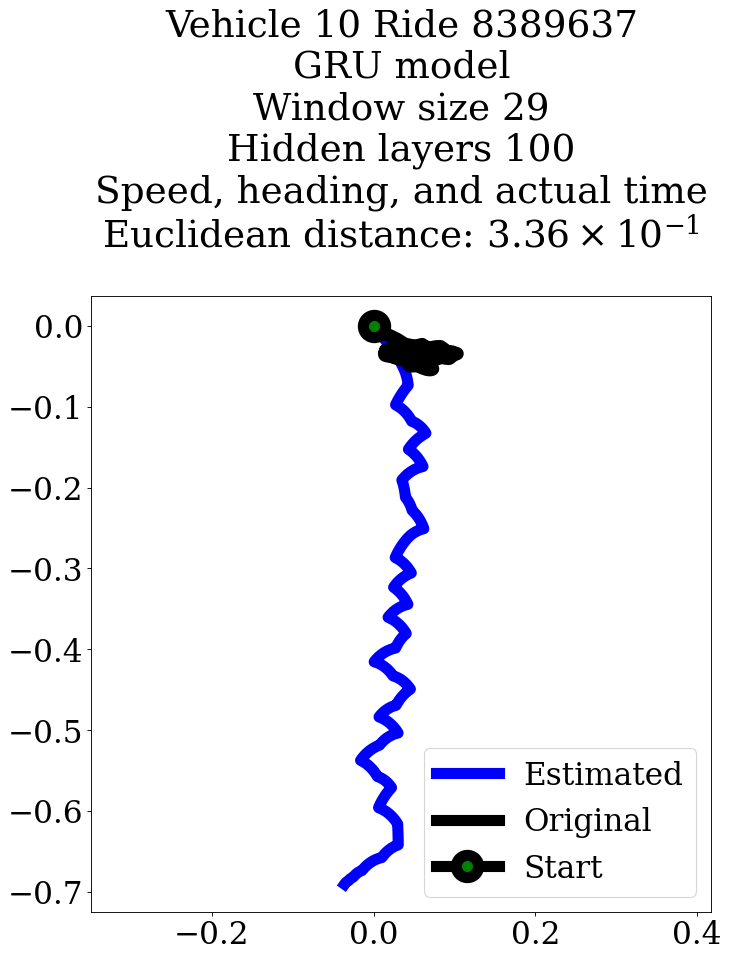 Vehicle 10 Ride 8389637
GRU model
Window size 29
Hidden layers 100
Speed, heading, and actual time
Euclidean distance: 3.36 × 10⁻¹
0.0
−0.1
−0.2
−0.3
−0.4
−0.5
−0.6
−0.7
Estimated
Original
Start
−0.2 0.0 0.2 0.4